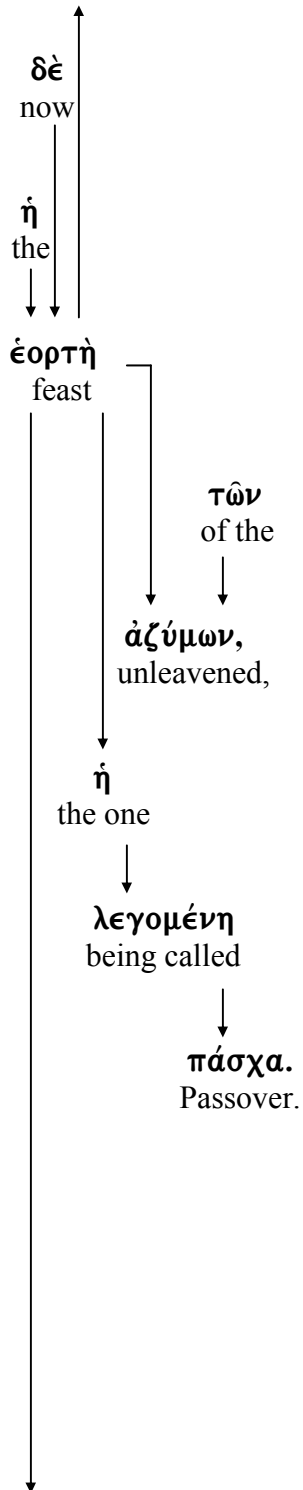 δὲ
now
ἡ
the
ἑορτὴ
feast
τῶν
of the
ἀζύμων,
unleavened,
ἡ
the one
λεγομένη
being called
πάσχα.
Passover.